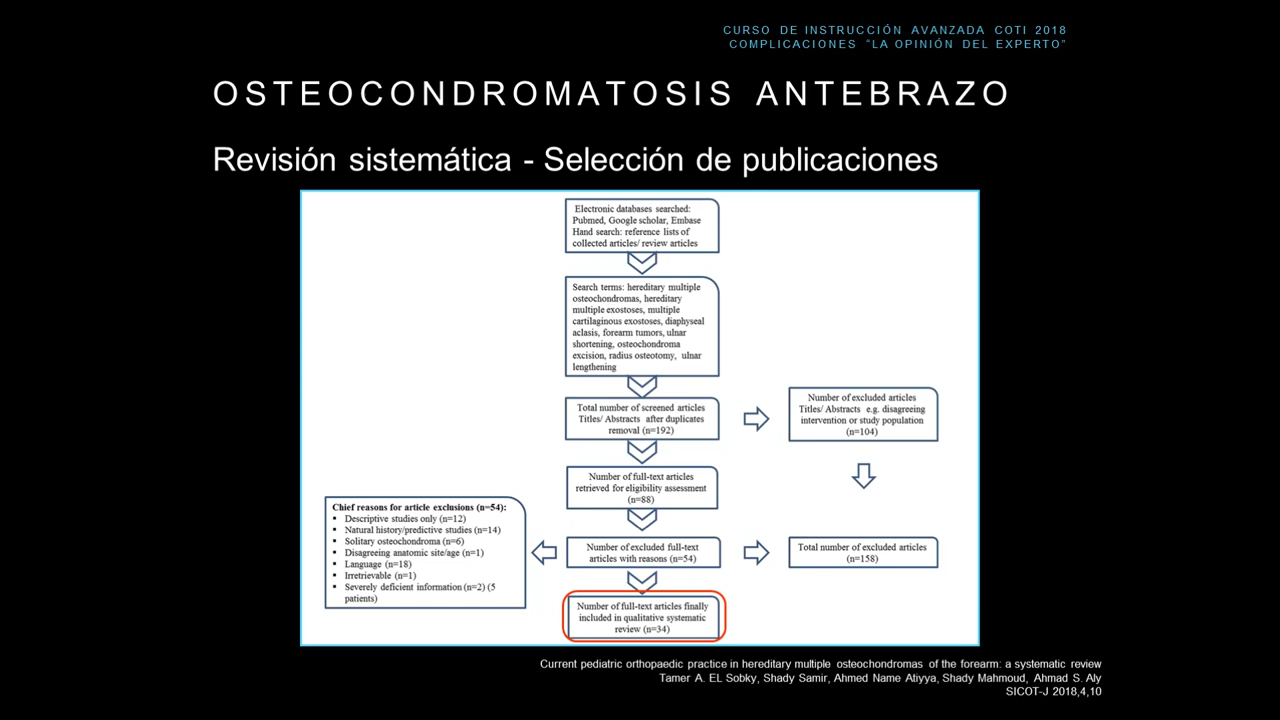 CURSO DE INSTRUCCIÓN AVANZADA COTI 2018
COMPLICACIONES “LA OPINIÓN DEL EXPERTO”
OSTEOCONDROMATOSIS ANTEBRAZO
Revisión sistemática - Selección de publicaciones
Electronic databases searched:
Pubmed, Google scholar, Embase
Hand search: reference lists of
collected articles/ review articles
Search terms: hereditary multiple
osteochondromas, hereditary
multiple exostoses, multiple
cartilaginous exostoses, diaphyseal
aclasis, forearm tumors, ulnar
shortening, osteochondroma
excision, radius osteotomy, ulnar
lengthening
Total number of screened articles
Titles/ Abstracts after duplicates
removal (n=192)
Number of excluded articles
Titles/ Abstracts e.g. disagreeing
intervention or study population
(n=104)
Number of full-text articles
retrieved for eligibility assessment
(n=88)
Chief reasons for article exclusions (n=54):
▪ Descriptive studies only (n=12)
▪ Natural history/predictive studies (n=14)
▪ Solitary osteochondroma (n=6)
▪ Disagreeing anatomic site/age (n=1)
▪ Language (n=18)
▪ Irretrievable (n=1)
▪ Severely deficient information (n=2) (5
patients)
Number of excluded full-text
articles with reasons (n=54)
Total number of excluded articles
(n=158)
Number of full-text articles finally
included in qualitative systematic
review (n=34)
Current pediatric orthopaedic practice in hereditary multiple osteochondromas of the forearm: a systematic review
Tamer A. EL Sobky, Shady Samir, Ahmed Name Atiyya, Shady Mahmoud, Ahmad S. Aly
SICOT-J 2018,4,10